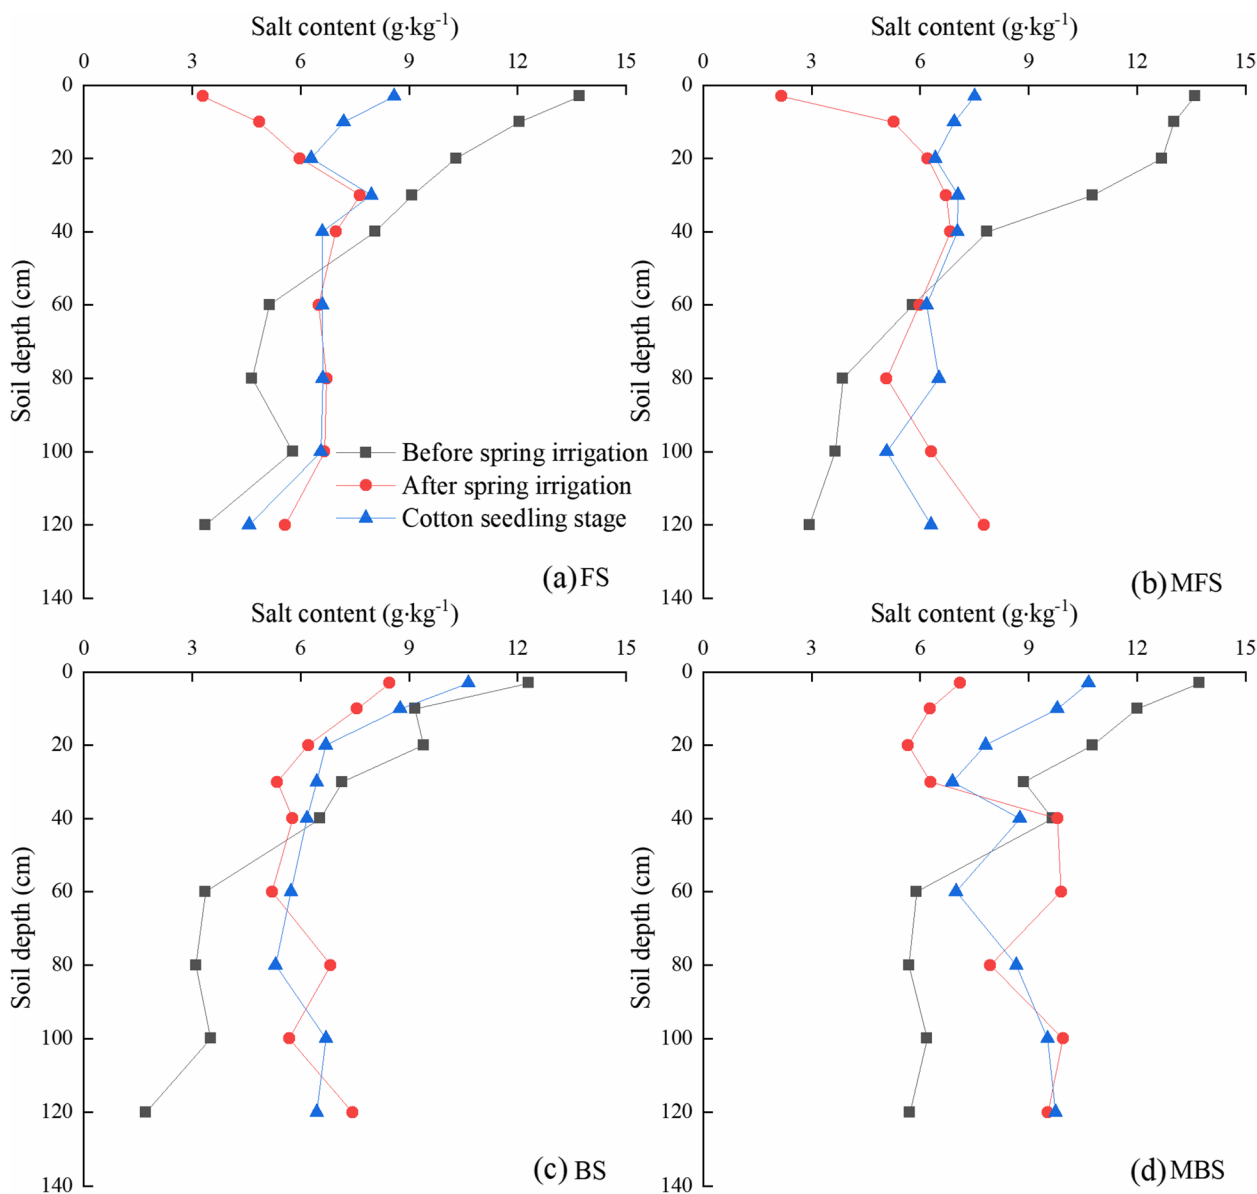 Salt content (g·kg⁻¹)
0 3 6 9 12 15
0
20
40
60
80
100
120
140
Soil depth (cm)
Before spring irrigation
After spring irrigation
Cotton seedling stage
(a) FS
Salt content (g·kg⁻¹)
0 3 6 9 12 15
0
20
40
60
80
100
120
140
Soil depth (cm)
(b) MFS
Salt content (g·kg⁻¹)
0 3 6 9 12 15
0
20
40
60
80
100
120
140
Soil depth (cm)
(c) BS
Salt content (g·kg⁻¹)
0 3 6 9 12 15
0
20
40
60
80
100
120
140
Soil depth (cm)
(d) MBS